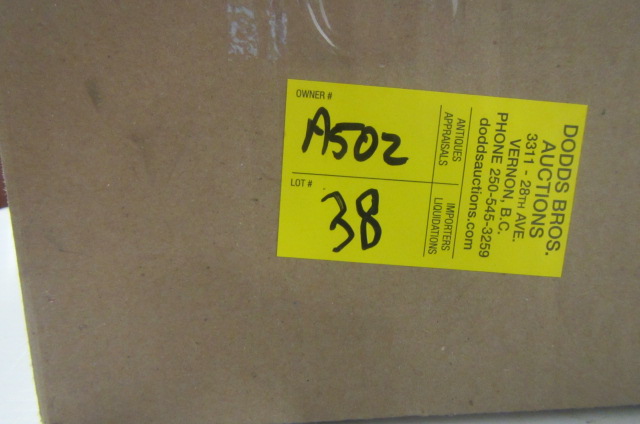 DODDS BROS.
AUCTIONS
3311 - 28TH AVE.
VERNON, B.C.
PHONE 250-545-3259
doddsauctions.com
ANTIQUES
APPRAISALS
IMPORTERS
LIQUIDATIONS
OWNER #
A502
LOT #
38